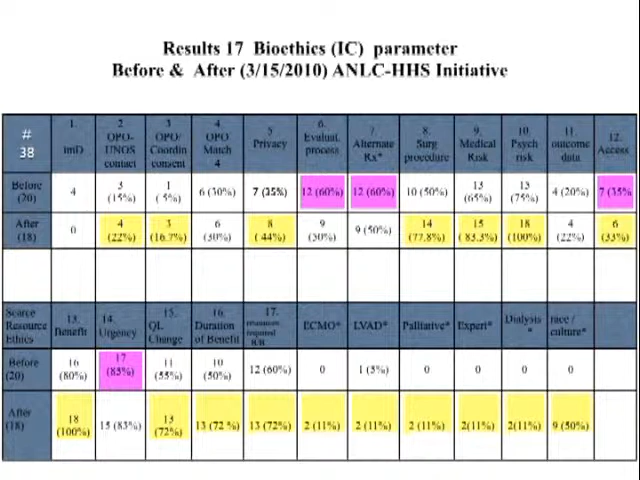 Results 17 Bioethics (IC) parameter
Before & After (3/15/2010) ANLC-HHS Initiative
# 38
1. imD
2 OPO-UNOS contact
3 OPO/ Coordin consent
4 OPO Match 4
5 Privacy
6. Evaluat. process
7. Alternate Rx*
8. Surg procedure
9. Medical Risk
10. Psych risk
11. outcome data
12. Access
Before (20)
4
3 (15%)
1 ( 5%)
6 (30%)
7 (35%)
12 (60%)
12 (60%)
10 (50%)
13 (65%)
13 (75%)
4 (20%)
7 (35%
After (18)
0
4 (22%)
3 (16.7%)
6 (30%)
8 ( 44%)
9 (50%)
9 (50%)
14 (77.8%)
15 ( 83.3%)
18 (100%)
4 (22%)
6 (33%)
Scarce Resource Ethics
13. Benefit
14. Urgency
15. QL Change
16. Duration of Benefit
17. resources required
ECMO*
LVAD*
Palliative*
Experi*
Dialysis *
race / culture*
Before (20)
16 (80%)
17 (85%)
11 (55%)
10 (50%)
12 (60%)
0
1 (5%)
0
0
0
0
After (18)
18 (100%)
15 (83%)
13 (72%)
13 (72 %)
13 (72%)
2 (11%)
2 (11%)
2 (11%)
2(11%)
2(11%)
9 (50%)